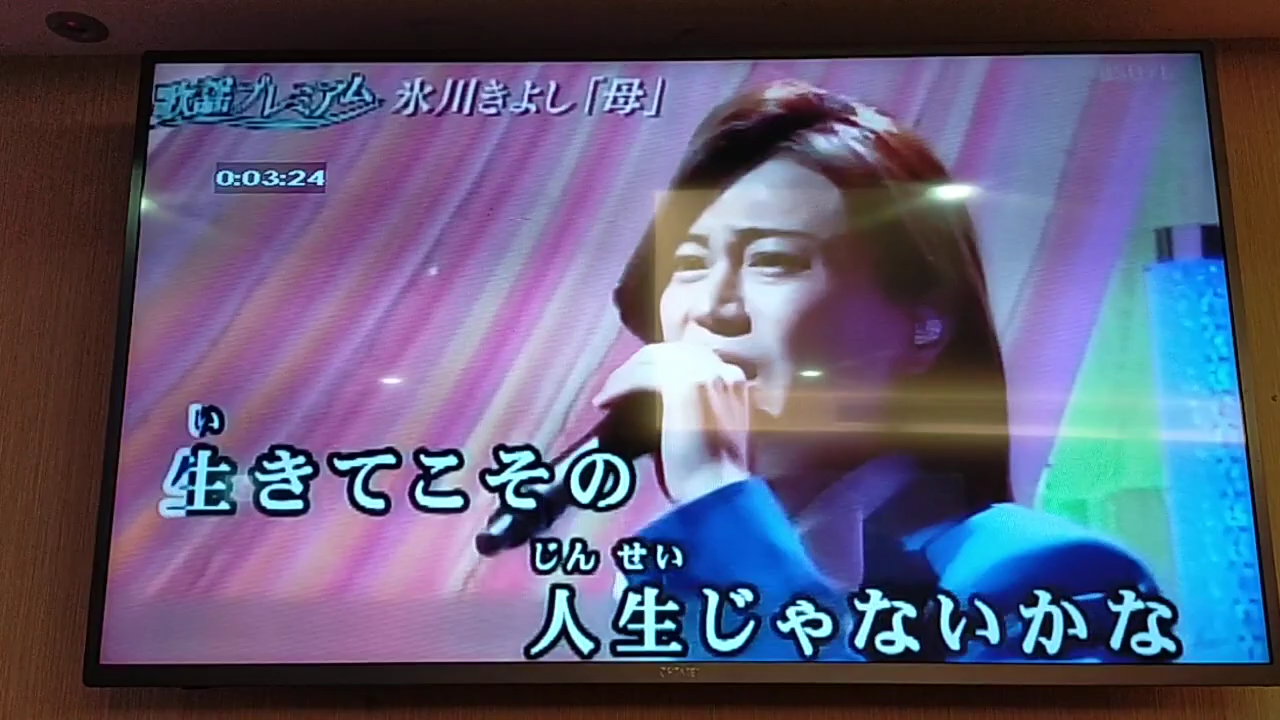 歌謡プレミアム 氷川きよし「母」
0:03:24
い
生きてこその
じん せい
人生じゃないかな